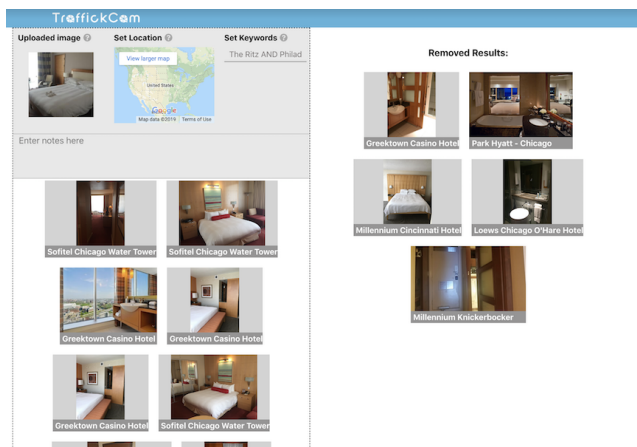 TraffickCam
Uploaded image
Set Location
Set Keywords
View larger map
United States
Google
Map data ©2019 Terms of Use
The Ritz AND Philad
Enter notes here
Sofitel Chicago Water Tower
Sofitel Chicago Water Tower
Greektown Casino Hotel
Greektown Casino Hotel
Greektown Casino Hotel
Sofitel Chicago Water Tower
Removed Results:
Greektown Casino Hotel
Park Hyatt - Chicago
Millennium Cincinnati Hotel
Loews Chicago O'Hare Hotel
Millennium Knickerbocker